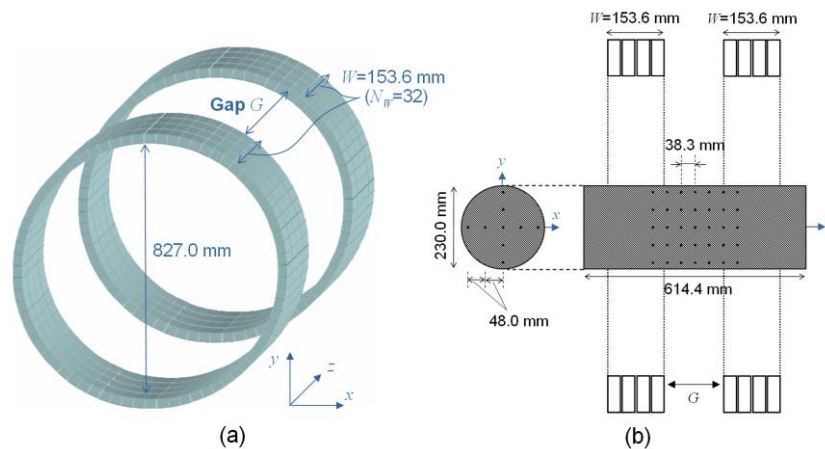 W=153.6 mm
(N_W=32)
Gap G
827.0 mm
y
z
x
(a)
W=153.6 mm
W=153.6 mm
38.3 mm
y
x
230.0 mm
48.0 mm
614.4 mm
G
(b)